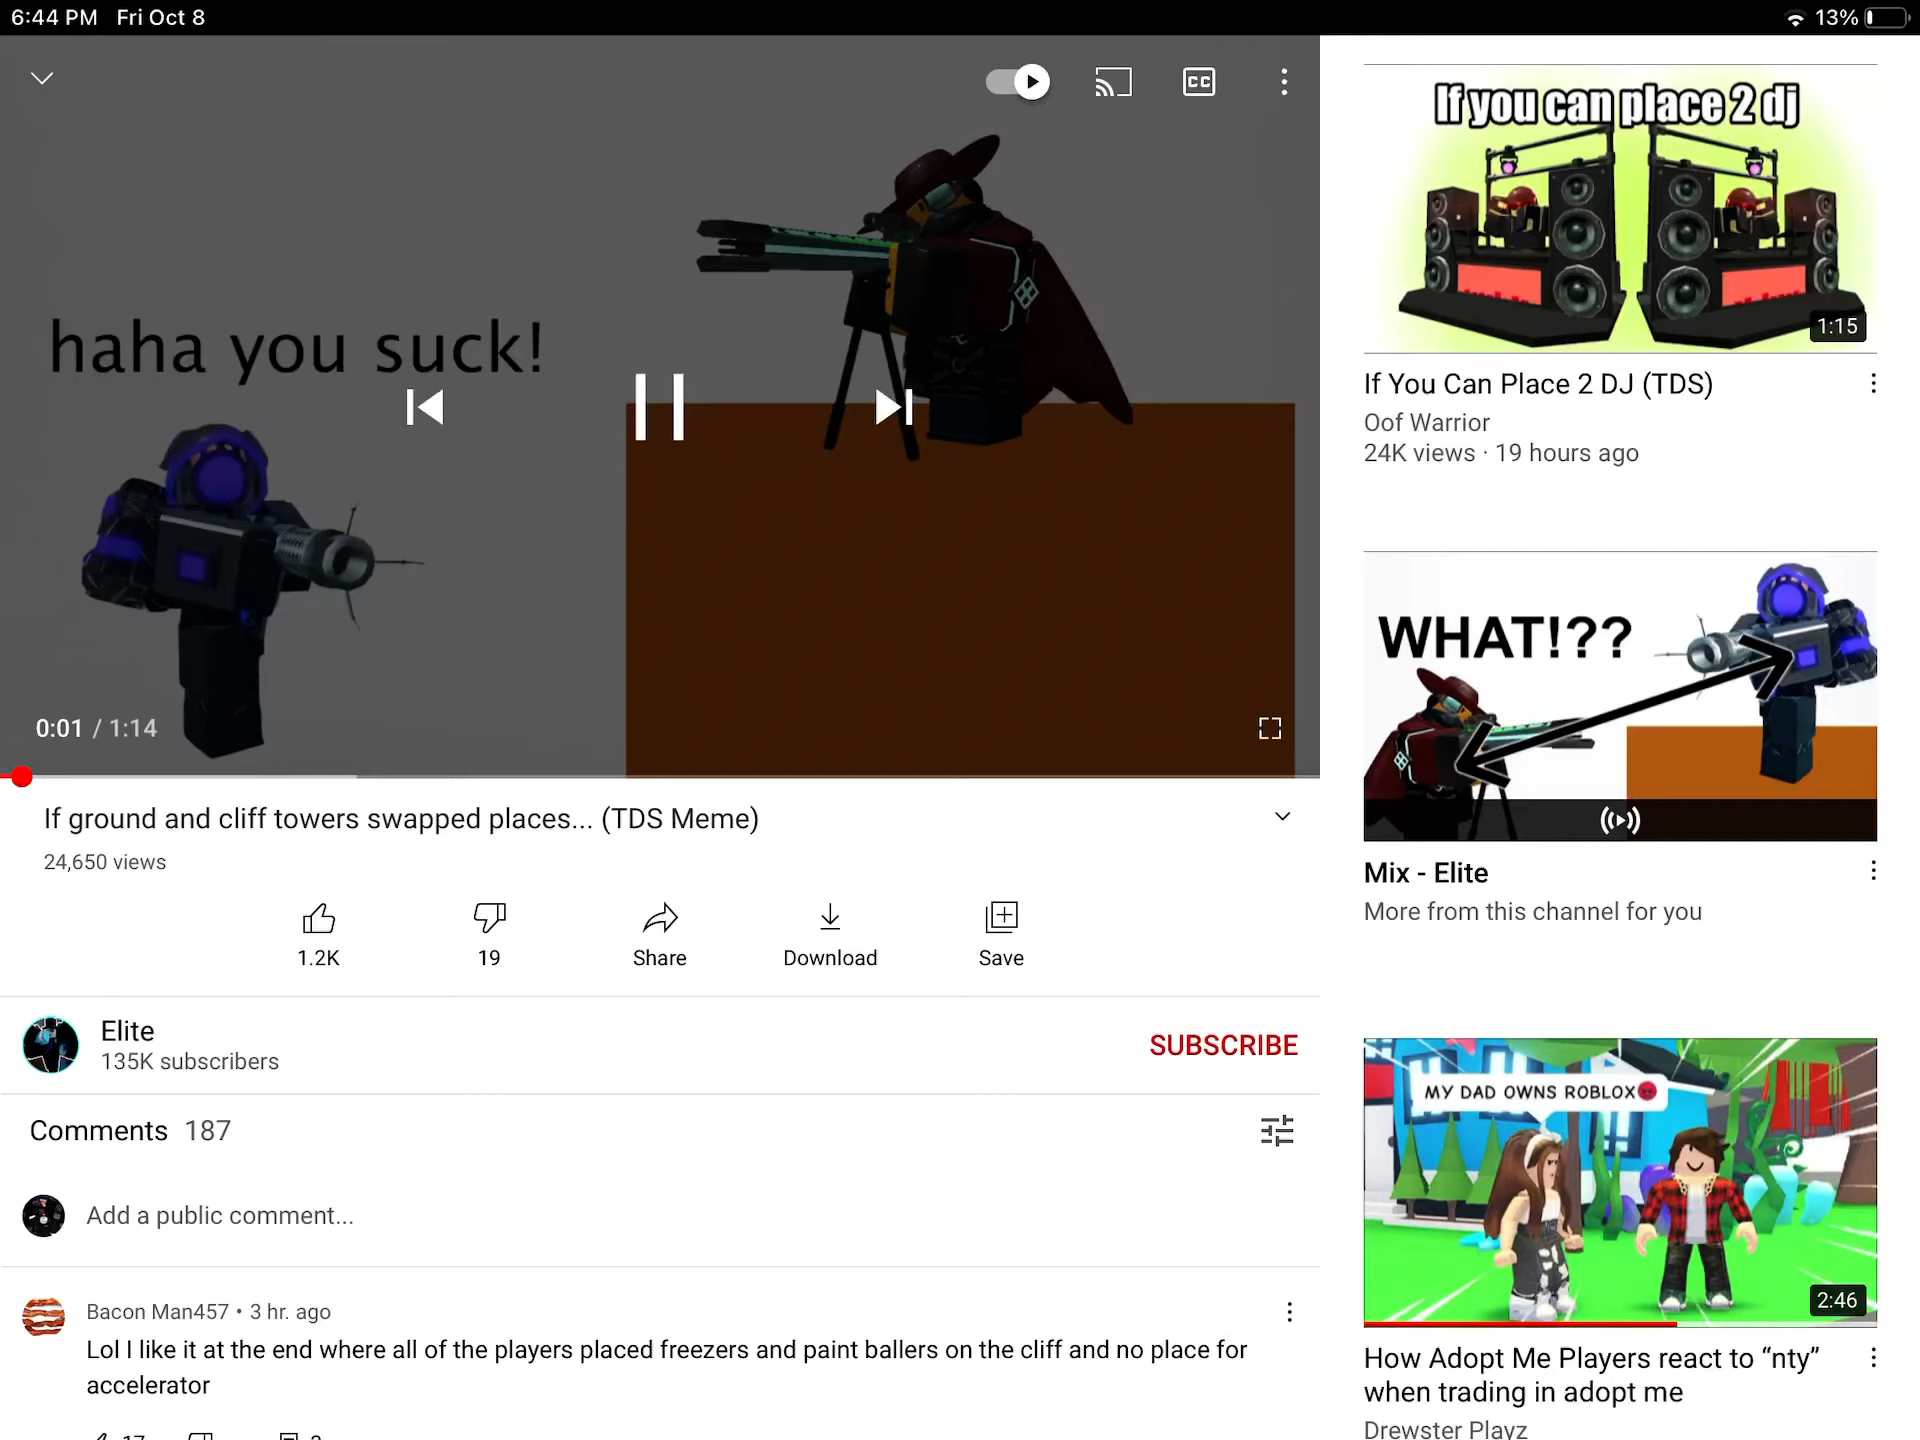 6:44 PM Fri Oct 8
13%
CC
haha you suck!
0:01 / 1:14
If ground and cliff towers swapped places... (TDS Meme)
24,650 views
1.2K
19
Share
Download
Save
Elite
135K subscribers
SUBSCRIBE
Comments 187
Add a public comment...
Bacon Man457 • 3 hr. ago
Lol I like it at the end where all of the players placed freezers and paint ballers on the cliff and no place for
accelerator
If you can place 2 dj
1:15
If You Can Place 2 DJ (TDS)
Oof Warrior
24K views · 19 hours ago
WHAT!??
Mix - Elite
More from this channel for you
MY DAD OWNS ROBLOX
2:46
How Adopt Me Players react to “nty”
when trading in adopt me
Drewster Playz